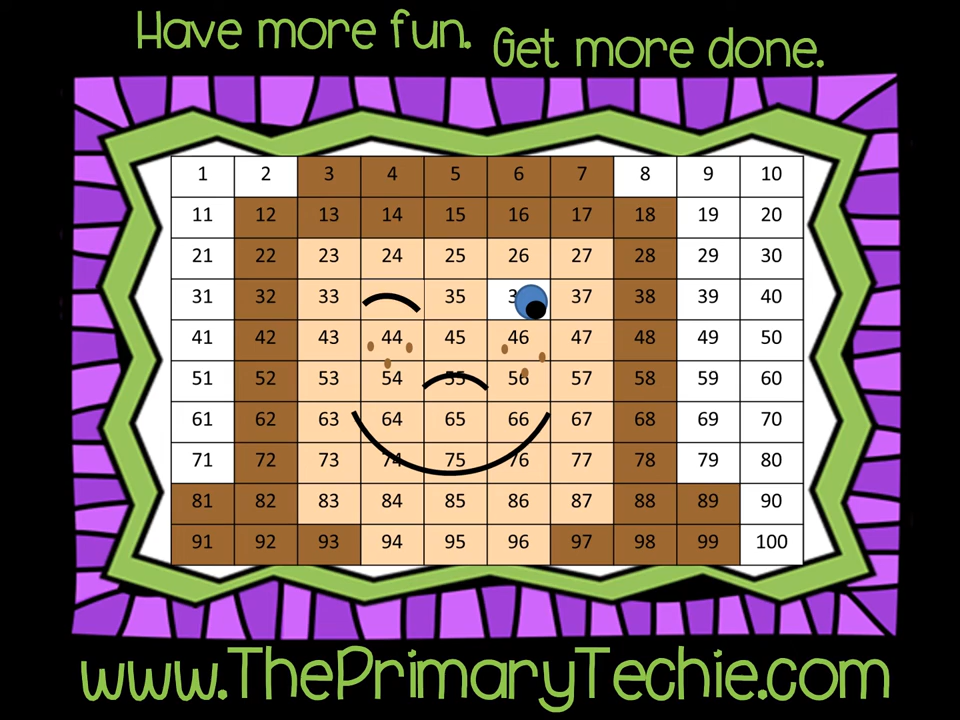 Have more fun. Get more done.
1 2 3 4 5 6 7 8 9 10
11 12 13 14 15 16 17 18 19 20
21 22 23 24 25 26 27 28 29 30
31 32 33 35 37 38 39 40
41 42 43 44 45 46 47 48 49 50
51 52 53 54 55 56 57 58 59 60
61 62 63 64 65 66 67 68 69 70
71 72 73 74 75 76 77 78 79 80
81 82 83 84 85 86 87 88 89 90
91 92 93 94 95 96 97 98 99 100
www.ThePrimaryTechie.com